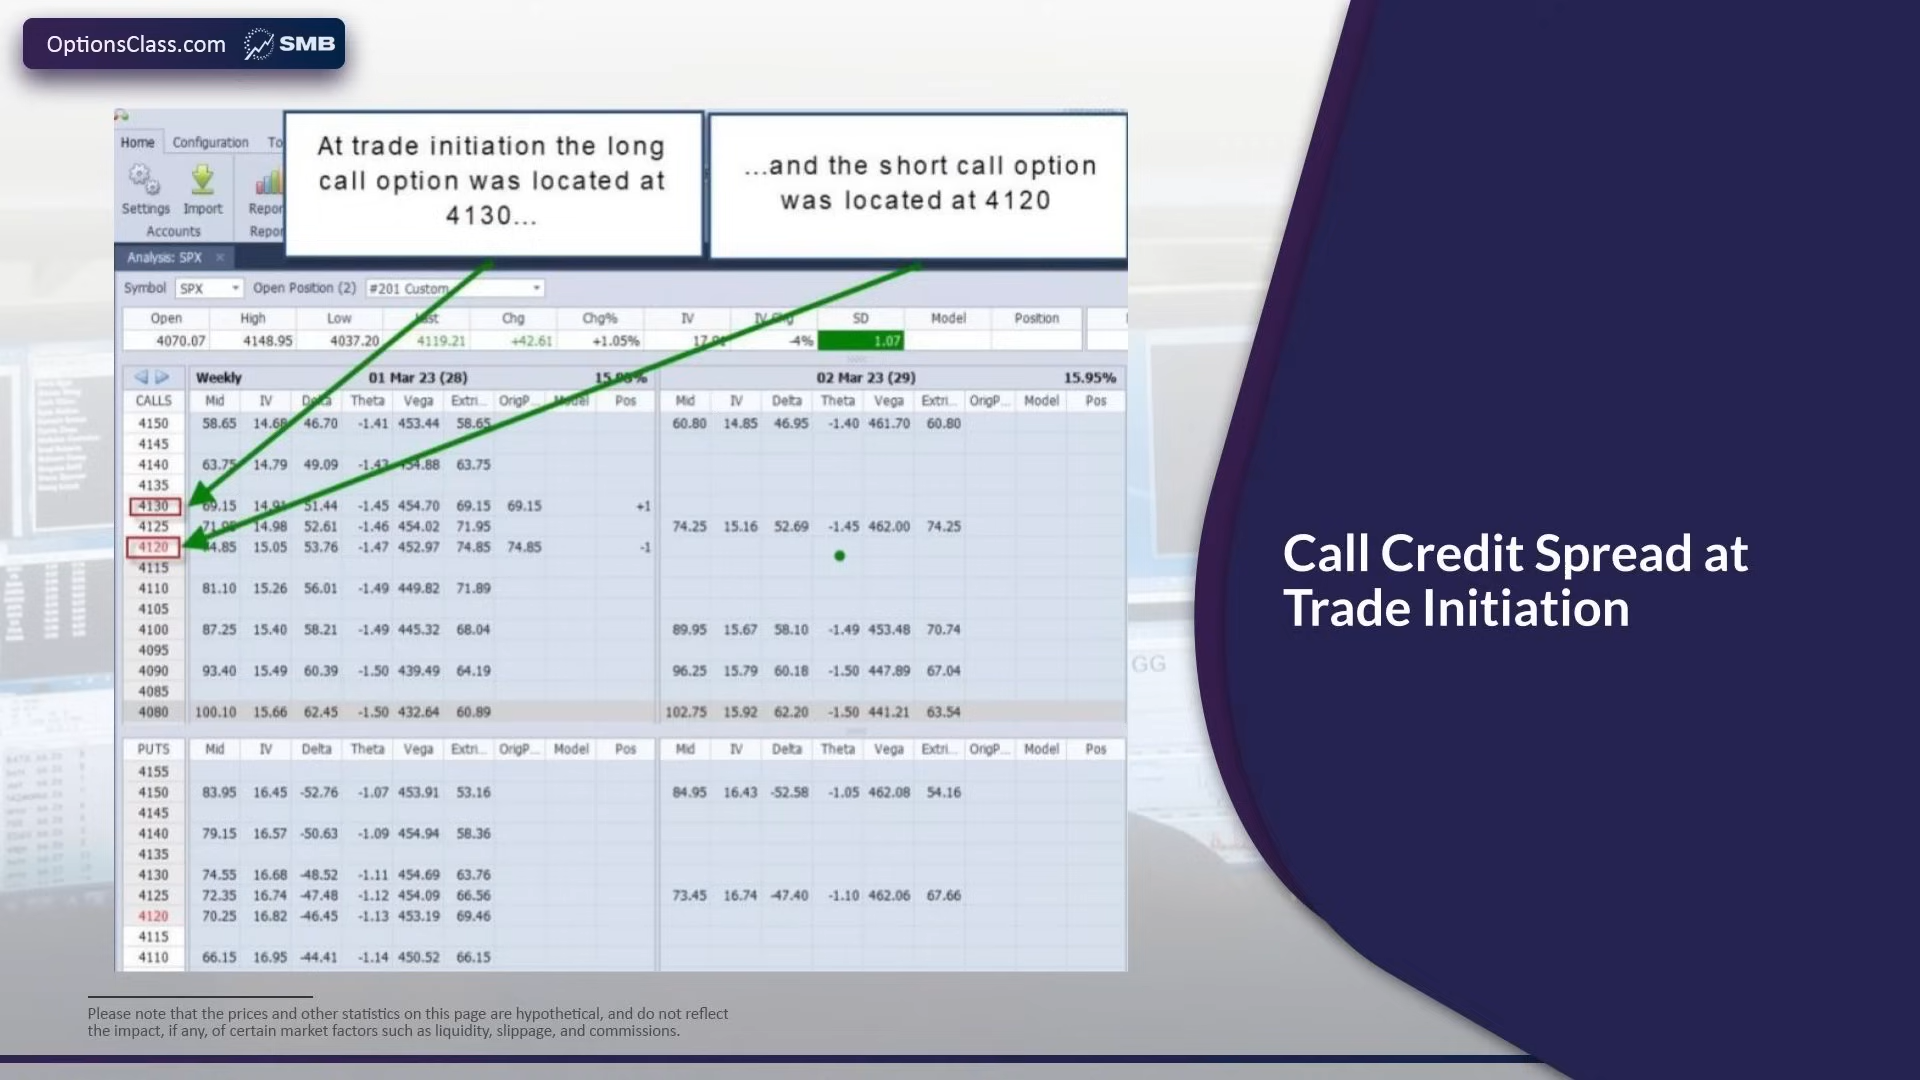 OptionsClass.com SMB
At trade initiation the long
call option was located at
4130...
...and the short call option
was located at 4120
Home Configuration To
Settings Import Repor
Accounts Repor
Analysis: SPX ×
Symbol SPX Open Position (2) #201 Custom
Open High Low Last Chg Chg% IV IV Chg SD Model Position
4070.07 4148.95 4037.20 4119.21 +42.61 +1.05% -4% 1.07
Weekly 01 Mar 23 (28) 02 Mar 23 (29) 15.95%
CALLS Mid IV Delta Theta Vega Extri... OrigP... Model Pos Mid IV Delta Theta Vega Extri... OrigP... Model Pos
4150 58.65 14.68 46.70 -1.41 453.44 58.65 60.80 14.85 46.95 -1.40 461.70 60.80
4145
4140 63.75 14.79 49.09 454.88 63.75
4135
4130 69.15 14.91 51.44 -1.45 454.70 69.15 69.15 +1
4125 71.95 14.98 52.61 -1.46 454.02 71.95 74.25 15.16 52.69 -1.45 462.00 74.25
4120 74.85 15.05 53.76 -1.47 452.97 74.85 74.85 -1
4115
4110 81.10 15.26 56.01 -1.49 449.82 71.89
4105
4100 87.25 15.40 58.21 -1.49 445.32 68.04 89.95 15.67 58.10 -1.49 453.48 70.74
4095
4090 93.40 15.49 60.39 -1.50 439.49 64.19 96.25 15.79 60.18 -1.50 447.89 67.04
4085
4080 100.10 15.66 62.45 -1.50 432.64 60.89 102.75 15.92 62.20 -1.50 441.21 63.54
PUTS Mid IV Delta Theta Vega Extri... OrigP... Model Pos Mid IV Delta Theta Vega Extri... OrigP... Model Pos
4155
4150 83.95 16.45 -52.76 -1.07 453.91 53.16 84.95 16.43 -52.58 -1.05 462.08 54.16
4145
4140 79.15 16.57 -50.63 -1.09 454.94 58.36
4135
4130 74.55 16.68 -48.52 -1.11 454.69 63.76
4125 72.35 16.74 -47.48 -1.12 454.09 66.56 73.45 16.74 -47.40 -1.10 462.06 67.66
4120 70.25 16.82 -46.45 -1.13 453.19 69.46
4115
4110 66.15 16.95 -44.41 -1.14 450.52 66.15
Call Credit Spread at
Trade Initiation
Please note that the prices and other statistics on this page are hypothetical, and do not reflect
the impact, if any, of certain market factors such as liquidity, slippage, and commissions.